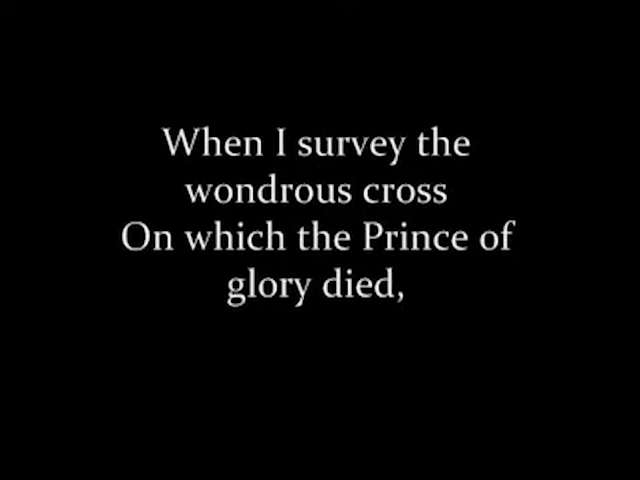 When I survey the
wondrous cross
On which the Prince of
glory died,